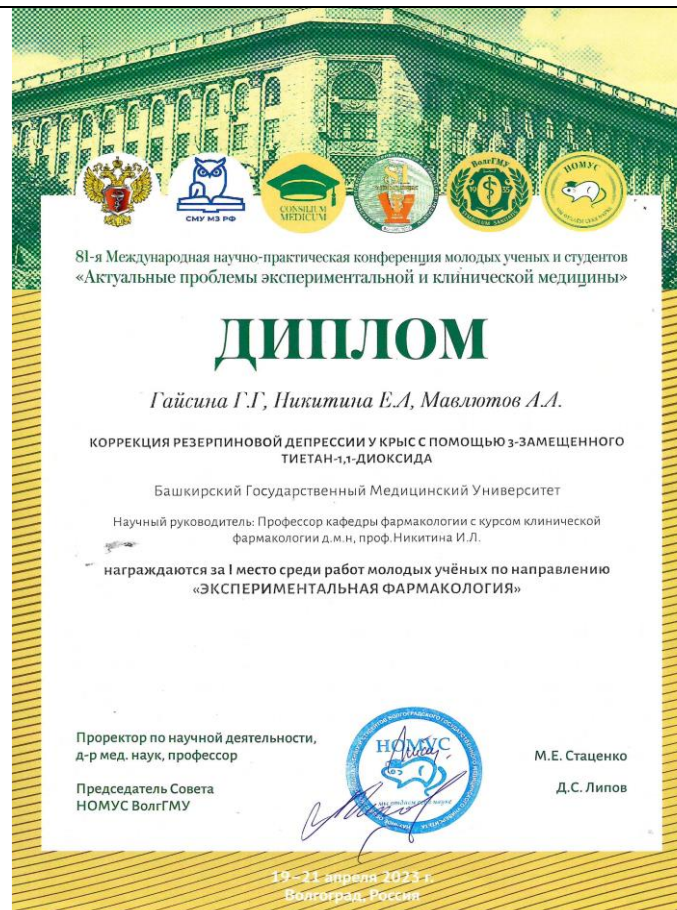 СМУ МЗ РФ
CONSILIUM
MEDICUM
81
ВолгГМУ
НОМУС
81-я Международная научно-практическая конференция молодых ученых и студентов
«Актуальные проблемы экспериментальной и клинической медицины»
ДИПЛОМ
Гайсина Г.Г, Никитина Е.А, Мавлютов А.А.
КОРРЕКЦИЯ РЕЗЕРПИНОВОЙ ДЕПРЕССИИ У КРЫС С ПОМОЩЬЮ 3-ЗАМЕЩЕННОГО
ТИЕТАН-1,1-ДИОКСИДА
Башкирский Государственный Медицинский Университет
Научный руководитель: Профессор кафедры фармакологии с курсом клинической
фармакологии д.м.н, проф.Никитина И.Л.
награждаются за I место среди работ молодых учёных по направлению
«ЭКСПЕРИМЕНТАЛЬНАЯ ФАРМАКОЛОГИЯ»
Проректор по научной деятельности,
д-р мед. наук, профессор
М.Е. Стаценко
Председатель Совета
НОМУС ВолгГМУ
Д.С. Липов
НОМУС
19–21 апреля 2023 г.
Волгоград, Россия